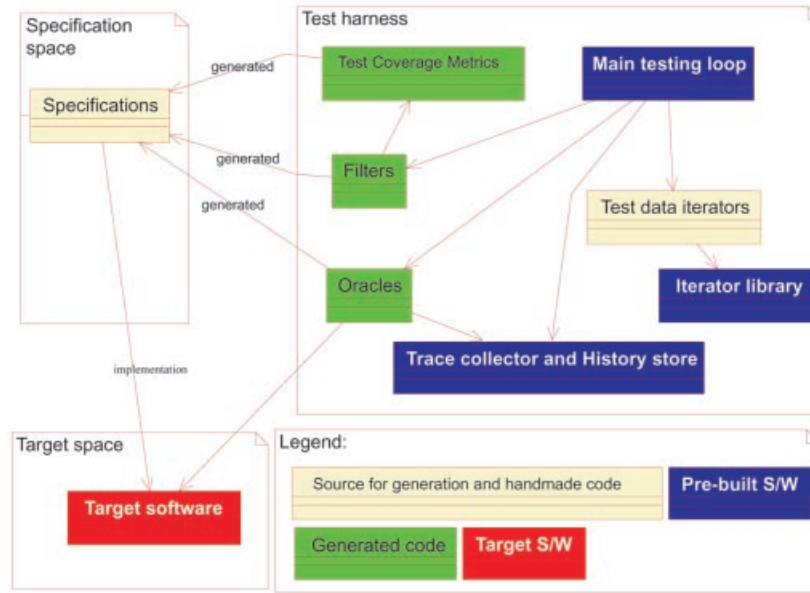 Specification
space
Test harness
generated
Test Coverage Metrics
Main testing loop
Specifications
generated
Filters
generated
Test data iterators
Oracles
Iterator library
Trace collector and History store
implementation
Target space
Legend:
Source for generation and handmade code
Pre-built S/W
Target software
Generated code
Target S/W